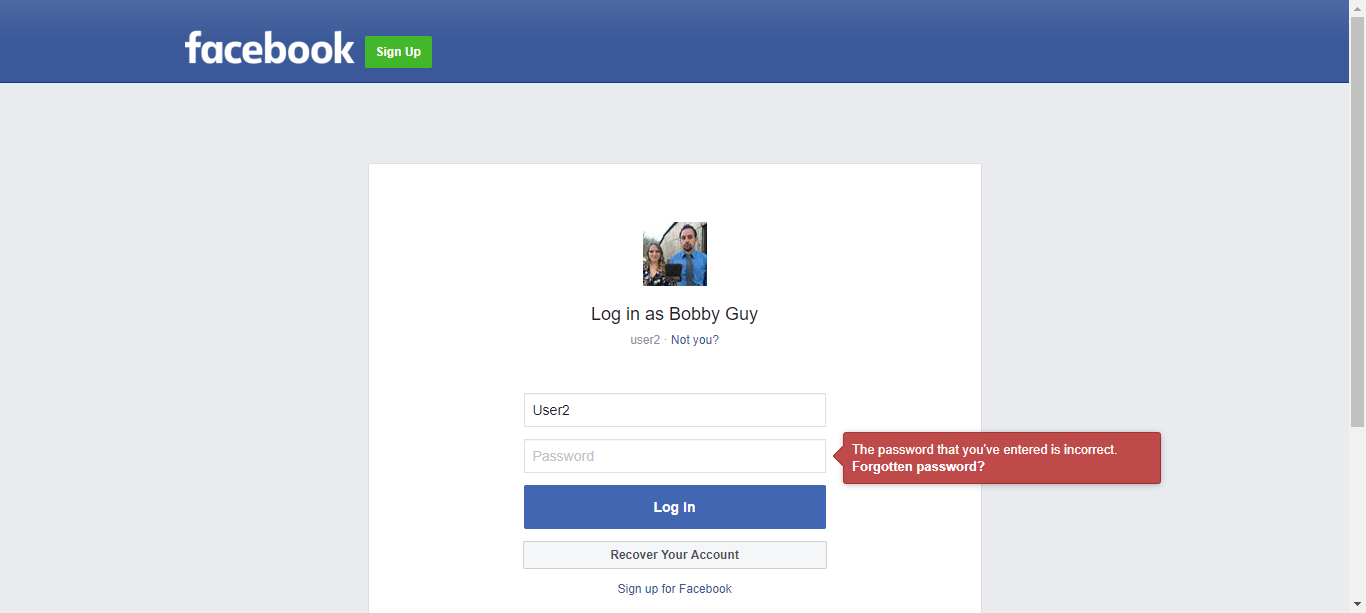 facebook
Sign Up
Log in as Bobby Guy
user2 · Not you?
User2
Password
The password that you've entered is incorrect.
Forgotten password?
Log In
Recover Your Account
Sign up for Facebook